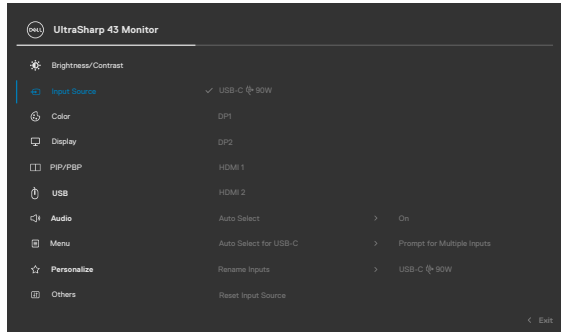 DELL UltraSharp 43 Monitor
Brightness/Contrast
Input Source USB-C 90W
Color DP1
Display DP2
PIP/PBP HDMI 1
USB HDMI 2
Audio Auto Select > On
Menu Auto Select for USB-C > Prompt for Multiple Inputs
Personalize Rename Inputs > USB-C 90W
Others Reset Input Source
< Exit